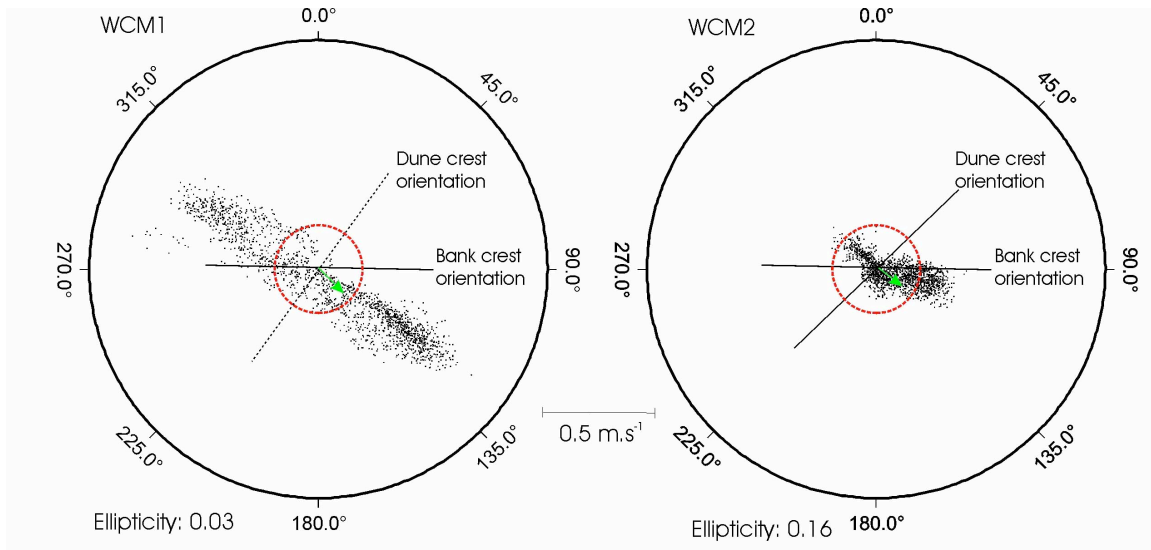 WCM1
0.0°
45.0°
90.0°
135.0°
180.0°
225.0°
270.0°
315.0°
Dune crest
orientation
Bank crest
orientation
Ellipticity: 0.03
0.5 m.s-1
WCM2
0.0°
45.0°
90.0°
135.0°
180.0°
225.0°
270.0°
315.0°
Dune crest
orientation
Bank crest
orientation
Ellipticity: 0.16